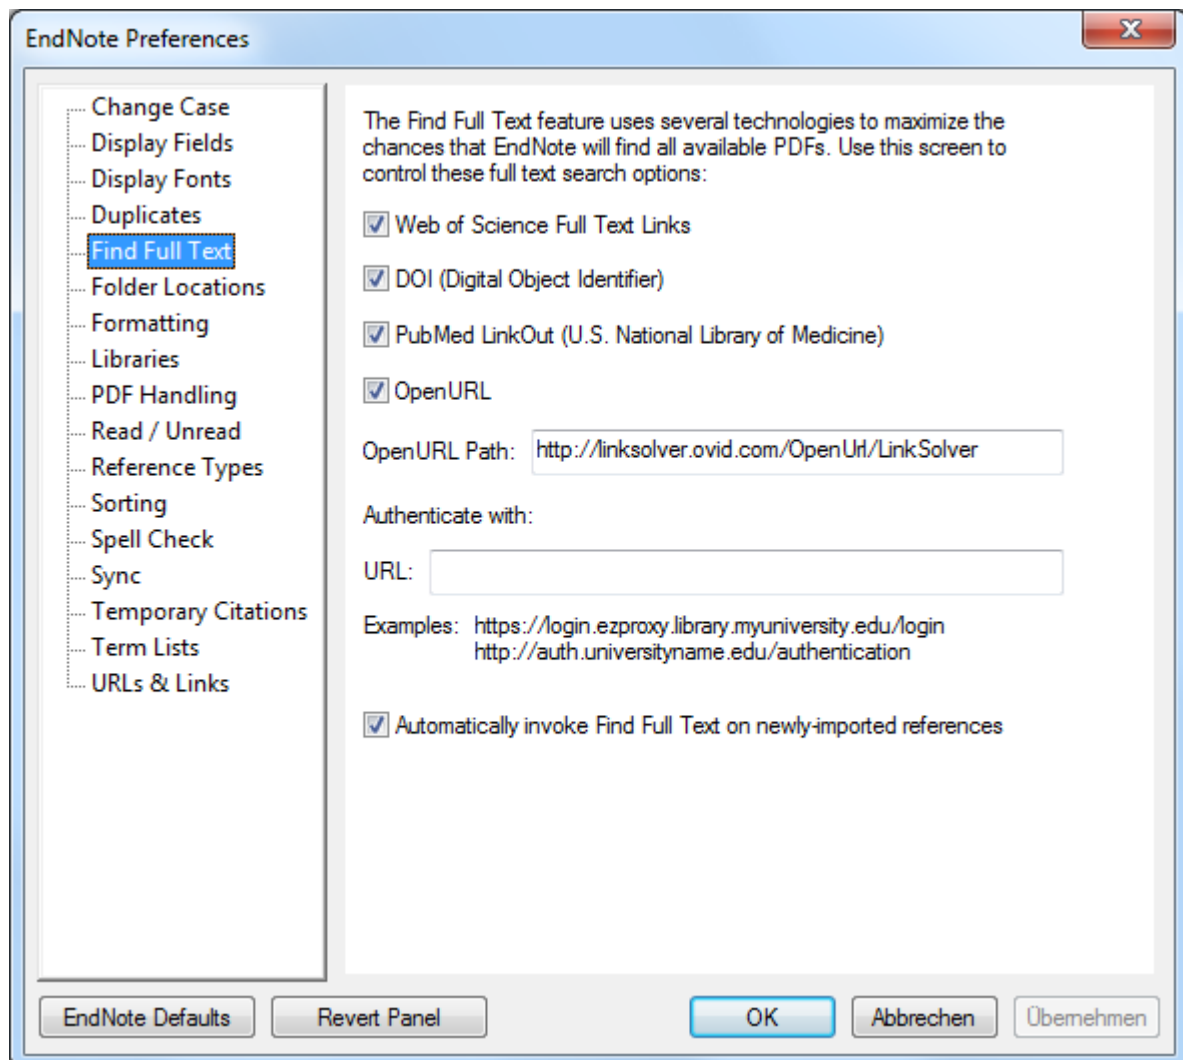 EndNote Preferences
Change Case
Display Fields
Display Fonts
Duplicates
Find Full Text
Folder Locations
Formatting
Libraries
PDF Handling
Read / Unread
Reference Types
Sorting
Spell Check
Sync
Temporary Citations
Term Lists
URLs & Links
The Find Full Text feature uses several technologies to maximize the
chances that EndNote will find all available PDFs. Use this screen to
control these full text search options:
Web of Science Full Text Links
DOI (Digital Object Identifier)
PubMed LinkOut (U.S. National Library of Medicine)
OpenURL
OpenURL Path: http://linksolver.ovid.com/OpenUrl/LinkSolver
Authenticate with:
URL:
Examples: https://login.ezproxy.library.myuniversity.edu/login
http://auth.universityname.edu/authentication
Automatically invoke Find Full Text on newly-imported references
EndNote Defaults Revert Panel OK Abbrechen Übernehmen